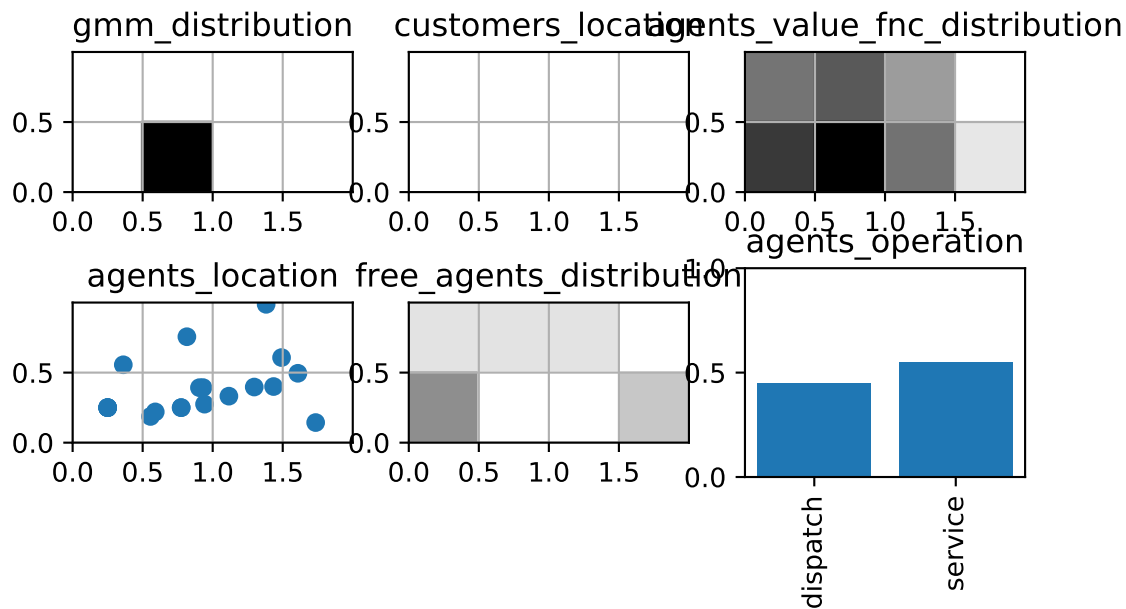 gmm_distribution
customers_location
agents_value_fnc_distribution
0.5
0.0
0.0 0.5 1.0 1.5
0.5
0.0
0.0 0.5 1.0 1.5
0.5
0.0
0.0 0.5 1.0 1.5
agents_location
free_agents_distribution
agents_operation
0.5
0.0
0.0 0.5 1.0 1.5
0.5
0.0
0.0 0.5 1.0 1.5
1.0
0.5
0.0
dispatch
service